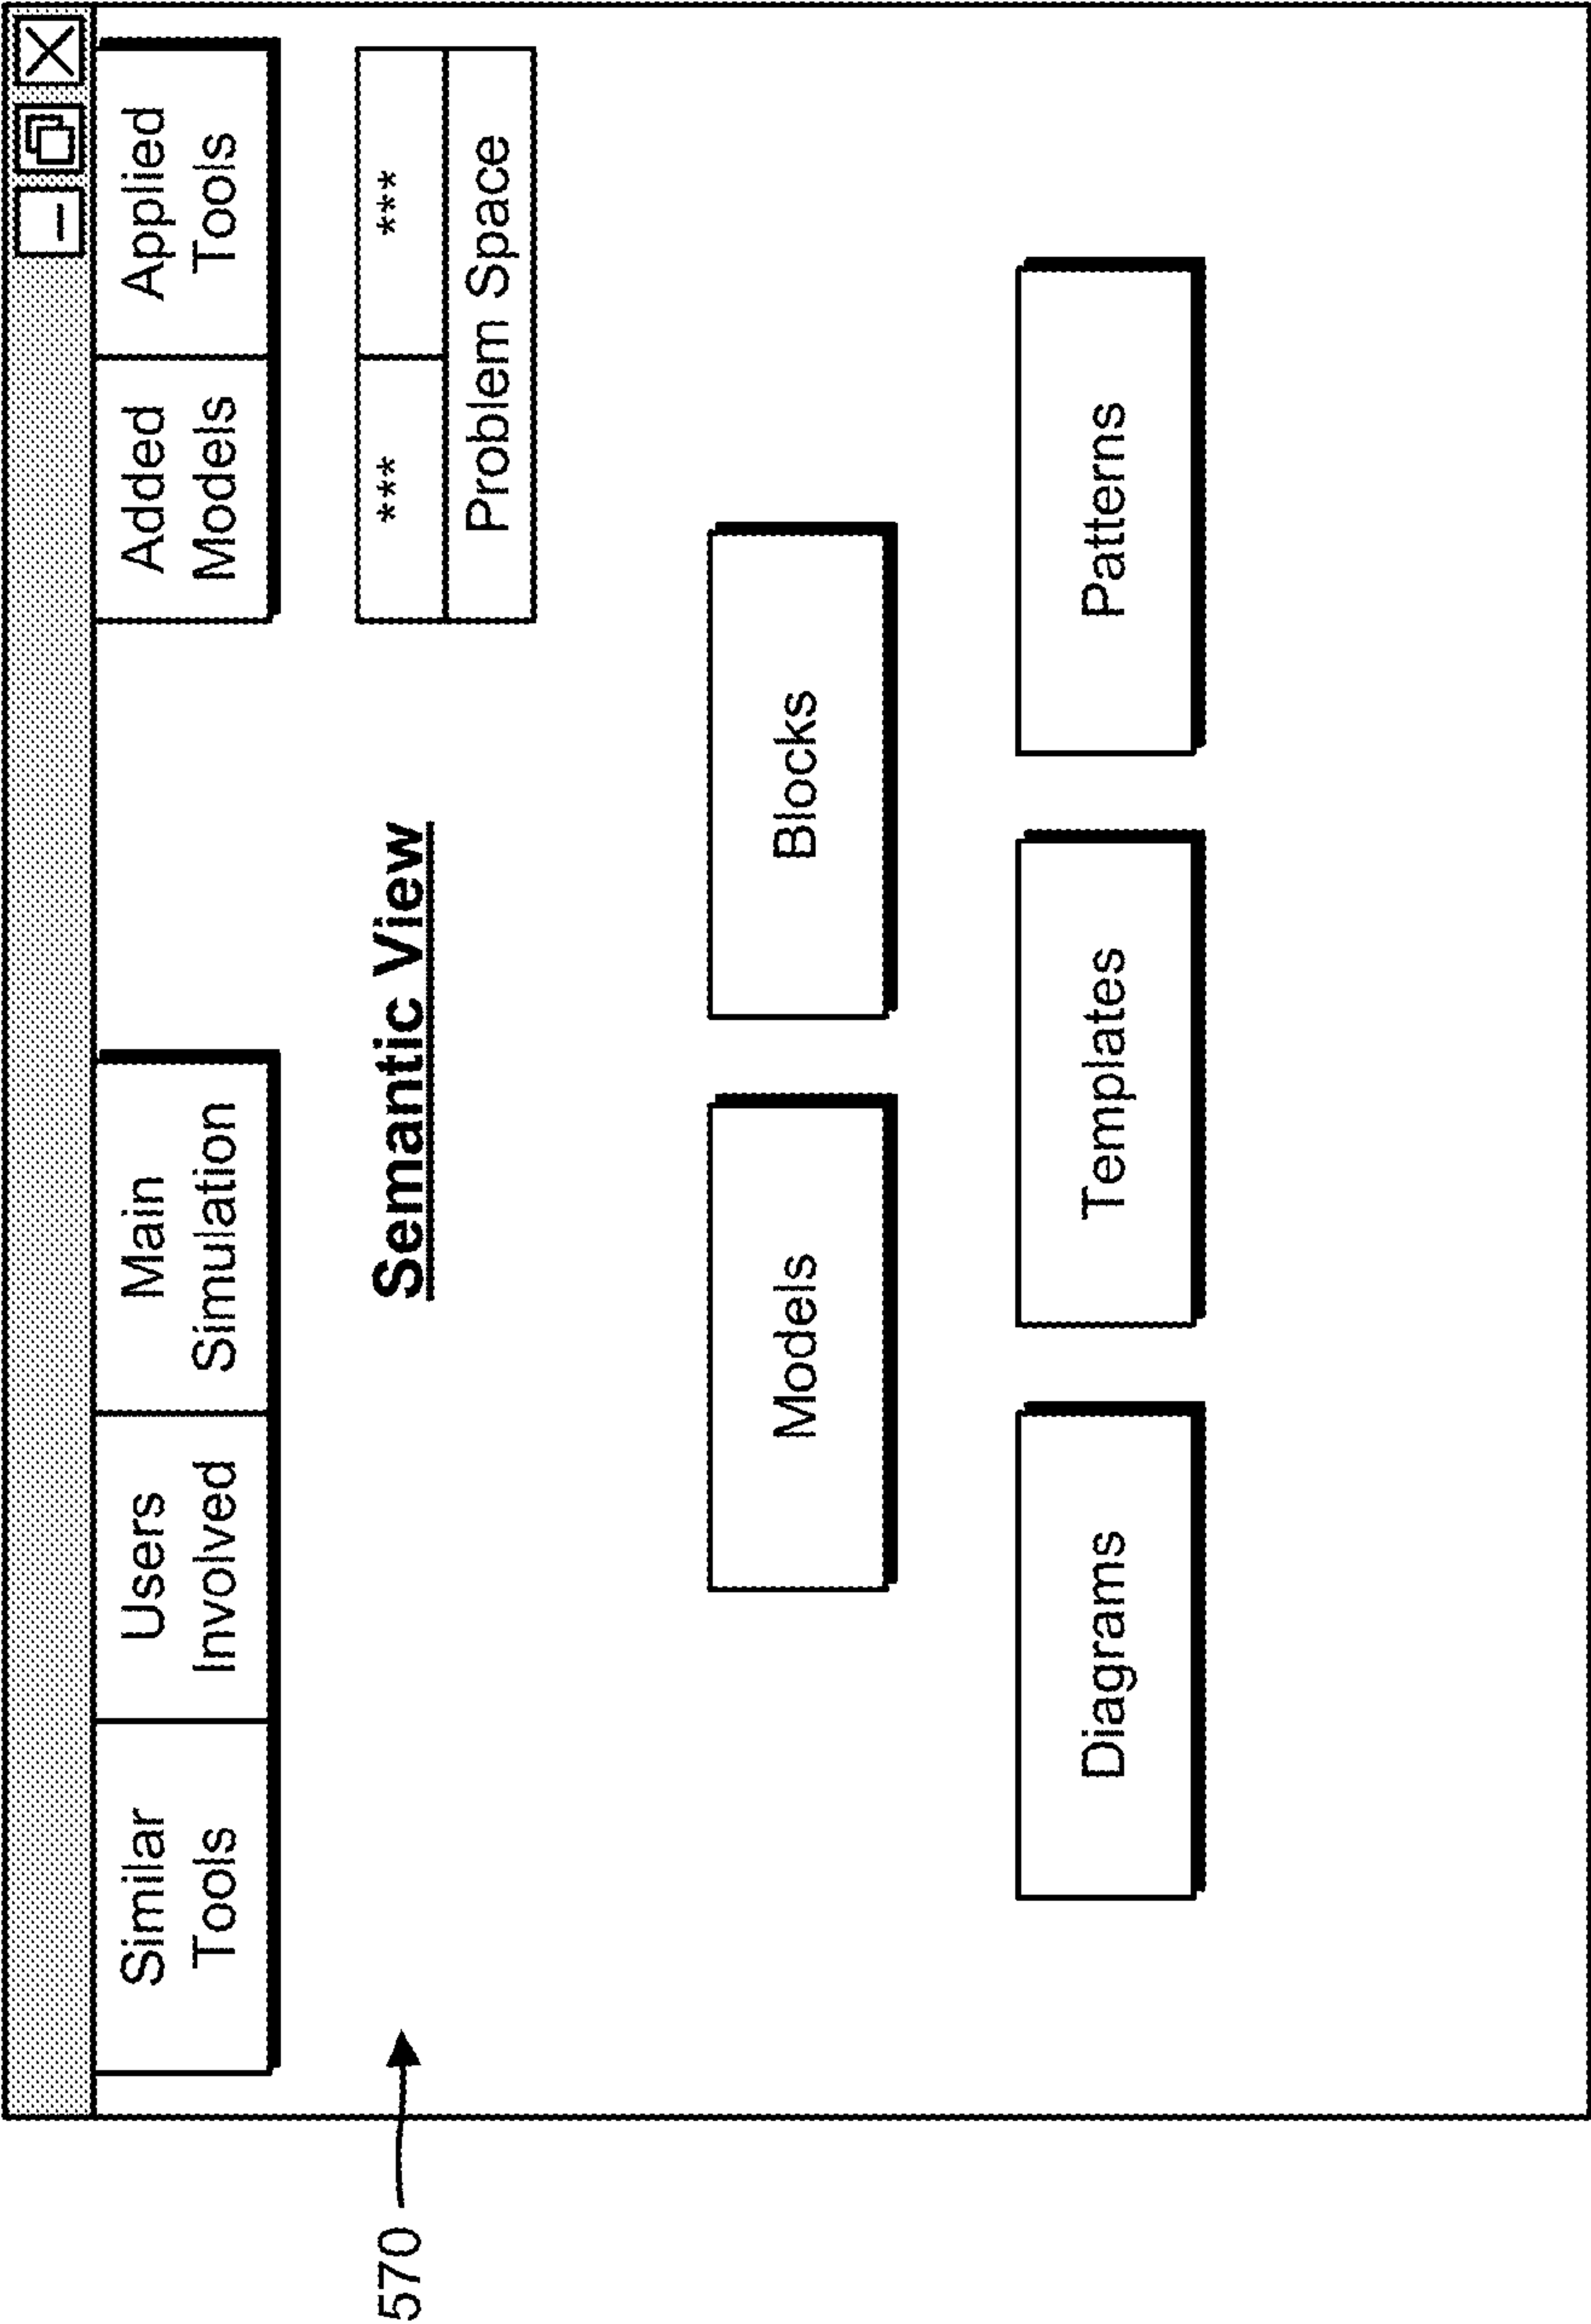 Similar
Tools
Users
Involved
Main
Simulation
Added
Models
Applied
Tools
570
Semantic View
***
***
Problem Space
Models
Blocks
Diagrams
Templates
Patterns